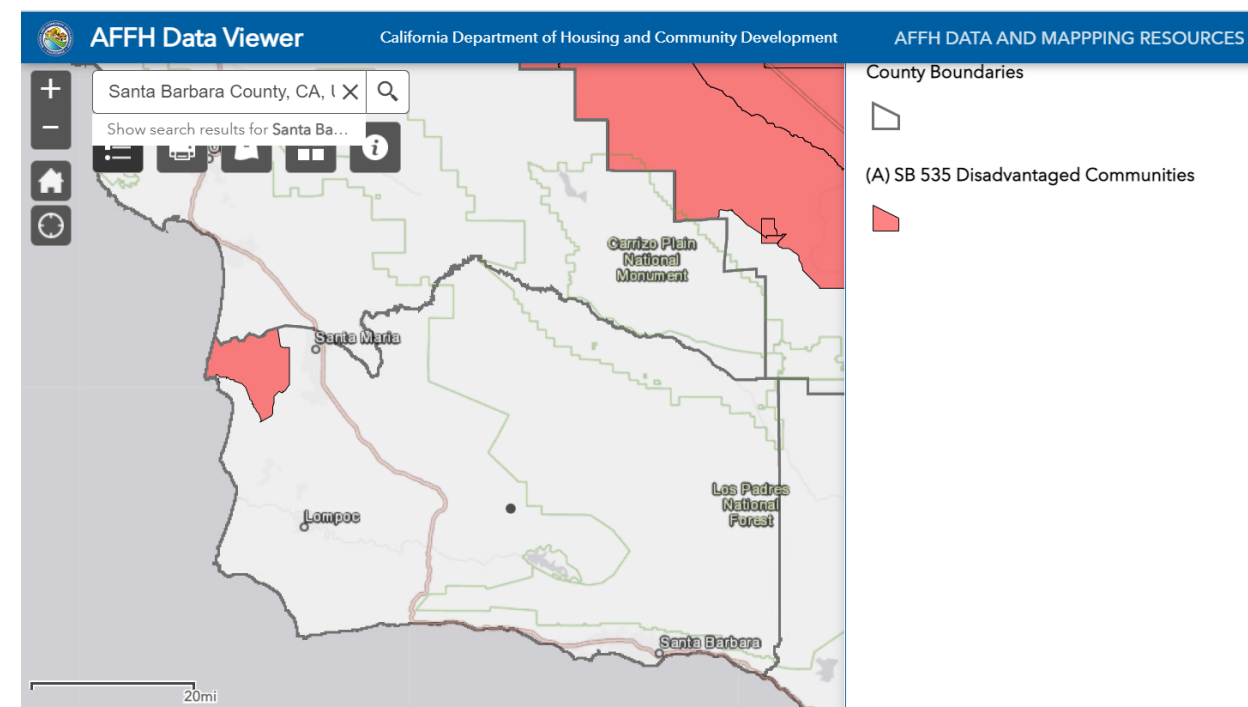 AFFH Data Viewer
California Department of Housing and Community Development
AFFH DATA AND MAPPPING RESOURCES
+
Santa Barbara County, CA, U
−
Show search results for Santa Ba...
County Boundaries
(A) SB 535 Disadvantaged Communities
Carrizo Plain
National
Monument
Santa Maria
Los Padres
National
Forest
Lompoc
Santa Barbara
20mi